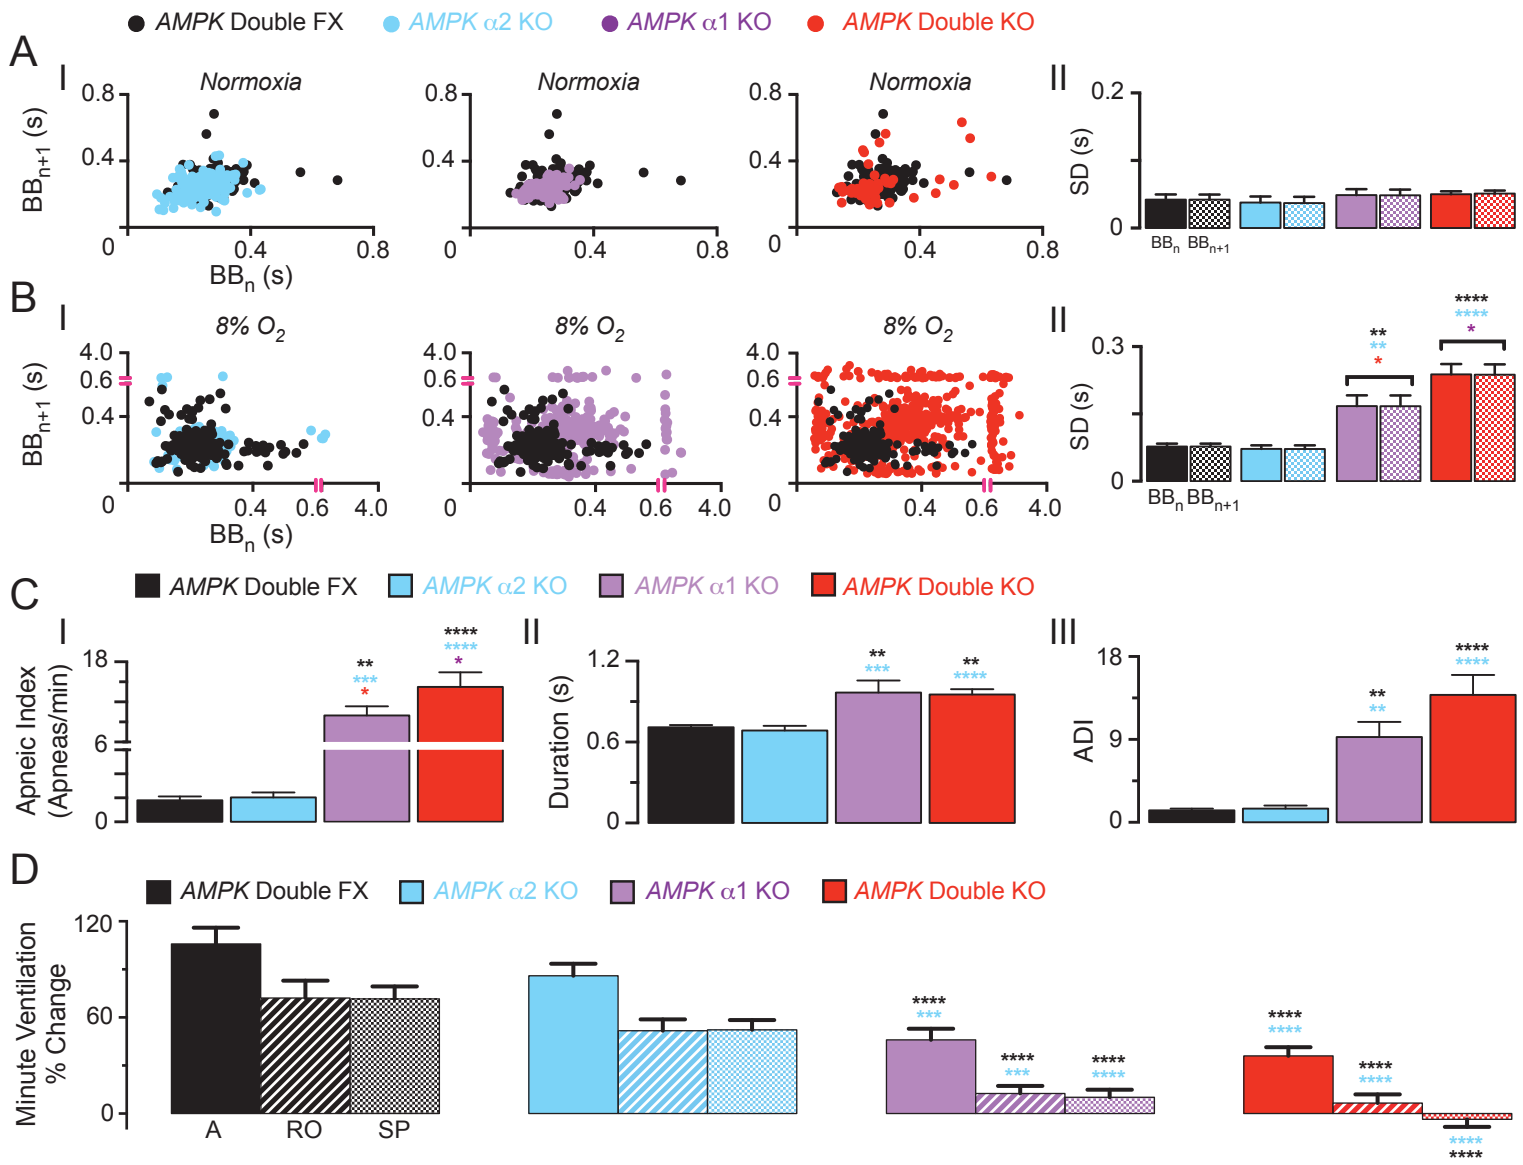 AMPK Double FX AMPK α2 KO AMPK α1 KO AMPK Double KO
A
I
Normoxia Normoxia Normoxia
II
BBn+1 (s)
0.8 0.8 0.8
0.4 0.4 0.4
0 0.4 0.8 0 0.4 0.8 0 0.4 0.8
BBn (s)
SD (s)
0.2
0
BBn BBn+1
B
I
8% O2 8% O2 8% O2
II
BBn+1 (s)
4.0 4.0 4.0
0.6 0.6 0.6
0.4 0.4 0.4
0 0.4 0.6 4.0 0 0.4 0.6 4.0 0 0.4 0.6 4.0
BBn (s)
SD (s)
0.3
0
** ****
** ****
* *
BBn BBn+1
AMPK Double FX AMPK α2 KO AMPK α1 KO AMPK Double KO
C
I
Apneic Index
(Apneas/min)
18
6
0
** ****
*** ****
* *
II
Duration (s)
1.2
0.6
0
** **
*** ****
III
ADI
18
9
0
** ****
** ****
D
AMPK Double FX AMPK α2 KO AMPK α1 KO AMPK Double KO
Minute Ventilation
% Change
120
60
0
A RO SP
**** **** ****
*** *** ****
**** ****
**** ****
****
****